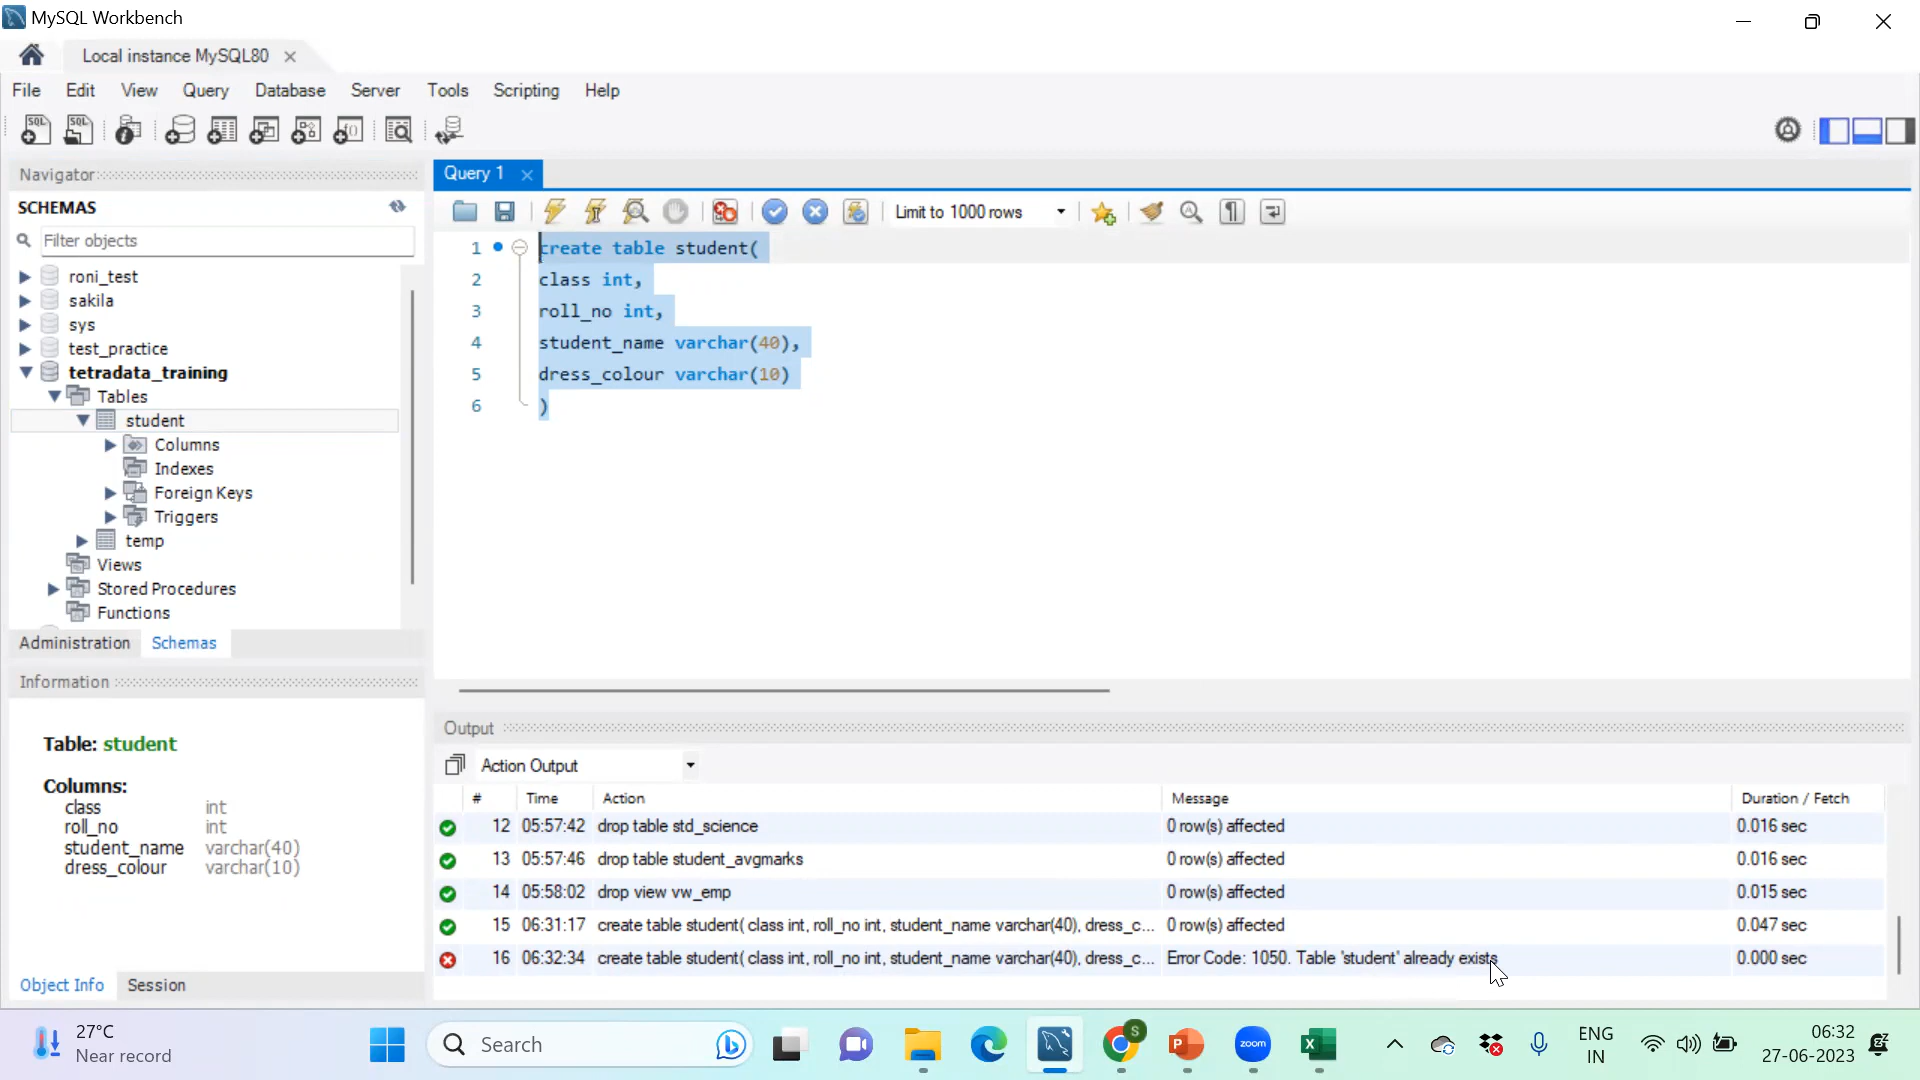 MySQL Workbench
Local instance MySQL80
File Edit View Query Database Server Tools Scripting Help
Navigator
SCHEMAS
Filter objects
roni_test
sakila
sys
test_practice
tetradata_training
Tables
student
Columns
Indexes
Foreign Keys
Triggers
temp
Views
Stored Procedures
Functions
Administration Schemas
Information
Table: student
Columns:
class int
roll_no int
student_name varchar(40)
dress_colour varchar(10)
Object Info Session
Query 1
Limit to 1000 rows
1 create table student(
2 class int,
3 roll_no int,
4 student_name varchar(40),
5 dress_colour varchar(10)
6 )
Output
Action Output
# Time Action Message Duration / Fetch
12 05:57:42 drop table std_science 0 row(s) affected 0.016 sec
13 05:57:46 drop table student_avgmarks 0 row(s) affected 0.016 sec
14 05:58:02 drop view vw_emp 0 row(s) affected 0.015 sec
15 06:31:17 create table student( class int, roll_no int, student_name varchar(40), dress_c... 0 row(s) affected 0.047 sec
16 06:32:34 create table student( class int, roll_no int, student_name varchar(40), dress_c... Error Code: 1050. Table 'student' already exists 0.000 sec
27°C
Near record
Search
S
zoom
ENG
IN
06:32
27-06-2023